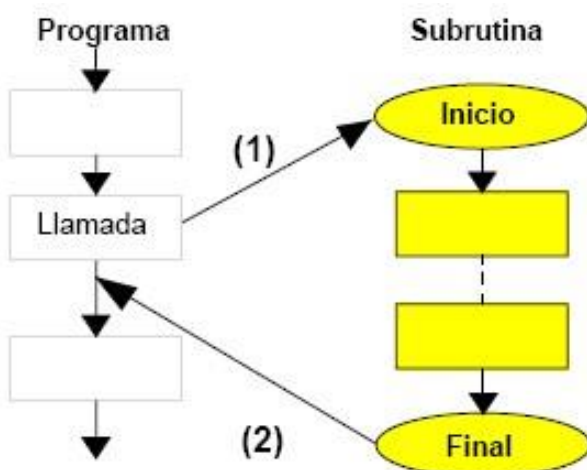 Programa
Subrutina
Inicio
(1)
Llamada
(2)
Final